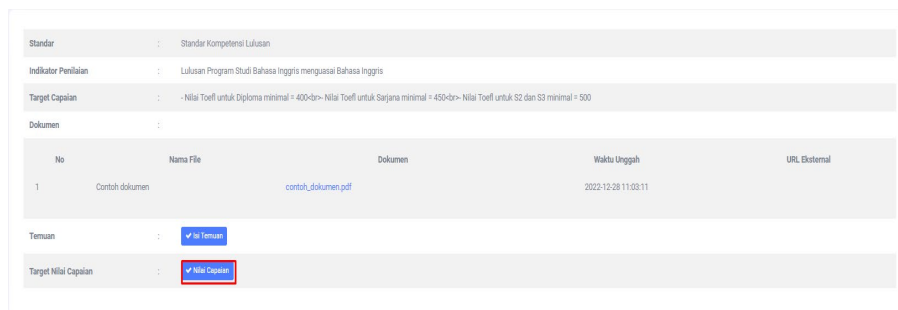 Standar : Standar Kompetensi Lulusan
Indikator Penilaian : Lulusan Program Studi Bahasa Inggris menguasai Bahasa Inggris
Target Capaian : - Nilai Toefl untuk Diploma minimal = 400<br>- Nilai Toefl untuk Sarjana minimal = 450<br>- Nilai Toefl untuk S2 dan S3 minimal = 500
Dokumen :
No Nama File Dokumen Waktu Unggah URL Eksternal
1 Contoh dokumen contoh_dokumen.pdf 2022-12-28 11:03:11
Temuan : ✔ Isi Temuan
Target Nilai Capaian : ✔ Nilai Capaian